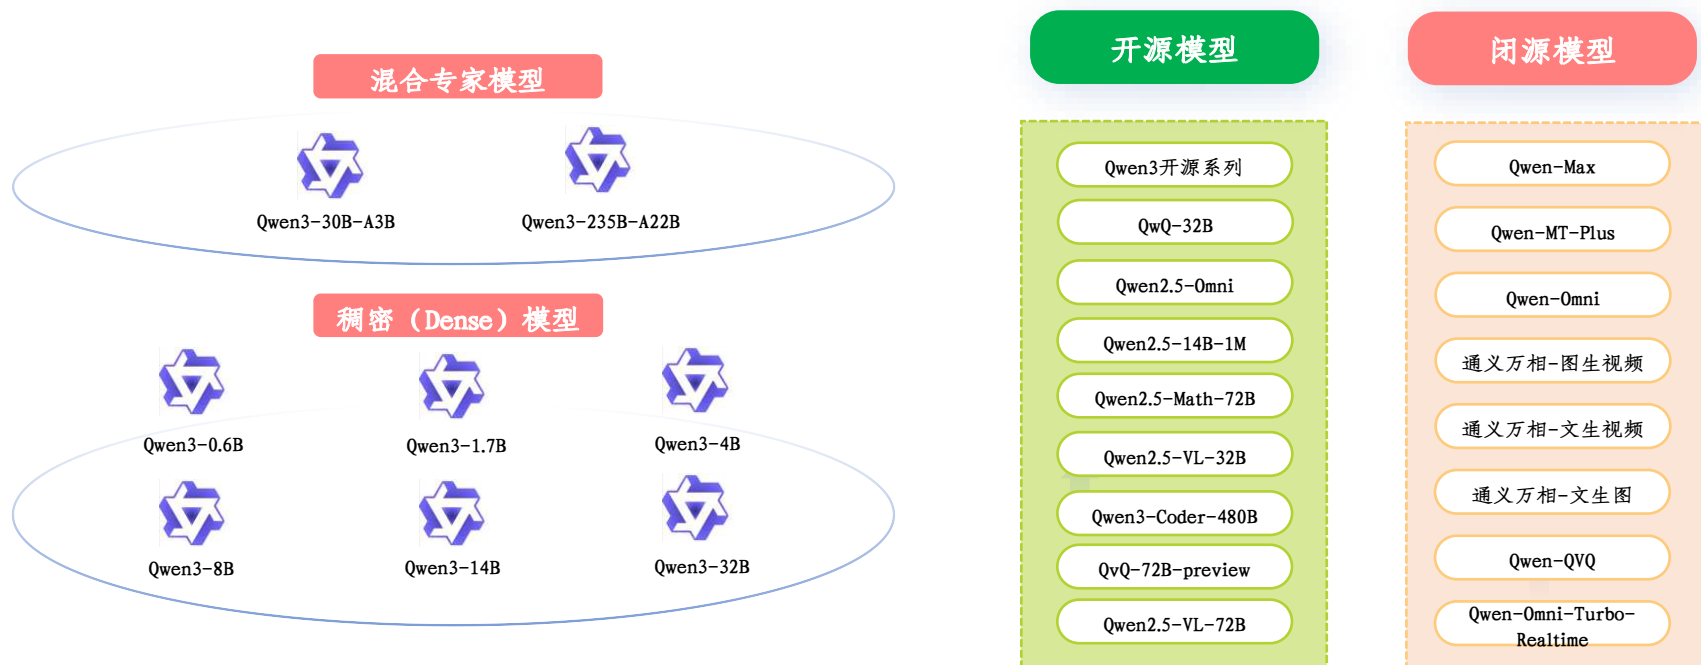 混合专家模型
Qwen3-30B-A3B
Qwen3-235B-A22B
稠密（Dense）模型
Qwen3-0.6B
Qwen3-1.7B
Qwen3-4B
Qwen3-8B
Qwen3-14B
Qwen3-32B
开源模型
Qwen3开源系列
QwQ-32B
Qwen2.5-Omni
Qwen2.5-14B-1M
Qwen2.5-Math-72B
Qwen2.5-VL-32B
Qwen3-Coder-480B
QvQ-72B-preview
Qwen2.5-VL-72B
闭源模型
Qwen-Max
Qwen-MT-Plus
Qwen-Omni
通义万相-图生视频
通义万相-文生视频
通义万相-文生图
Qwen-QVQ
Qwen-Omni-Turbo-
Realtime